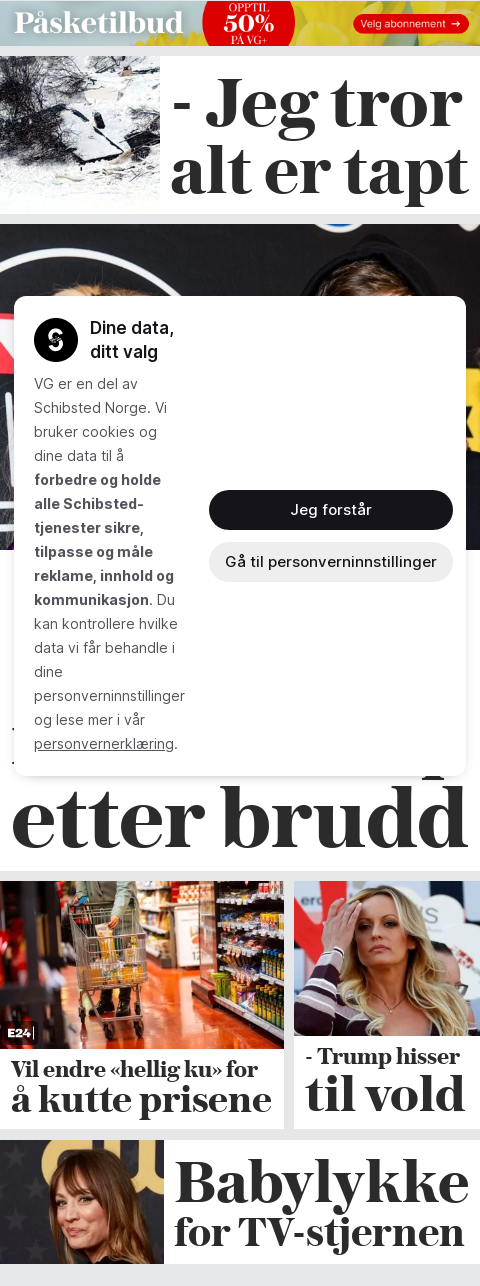 Påsketilbud
OPPTIL
50%
PÅ VG+
Velg abonnement →
- Jeg tror
alt er tapt
Dine data,
ditt valg
VG er en del av
Schibsted Norge. Vi
bruker cookies og
dine data til å
forbedre og holde
alle Schibsted-
tjenester sikre,
tilpasse og måle
reklame, innhold og
kommunikasjon. Du
kan kontrollere hvilke
data vi får behandle i
dine
personverninnstillinger
og lese mer i vår
personvernerklæring.
Jeg forstår
Gå til personverninnstillinger
etter brudd
E24
Vil endre «hellig ku» for
å kutte prisene
- Trump hisser
til vold
Babylykke
for TV-stjernen